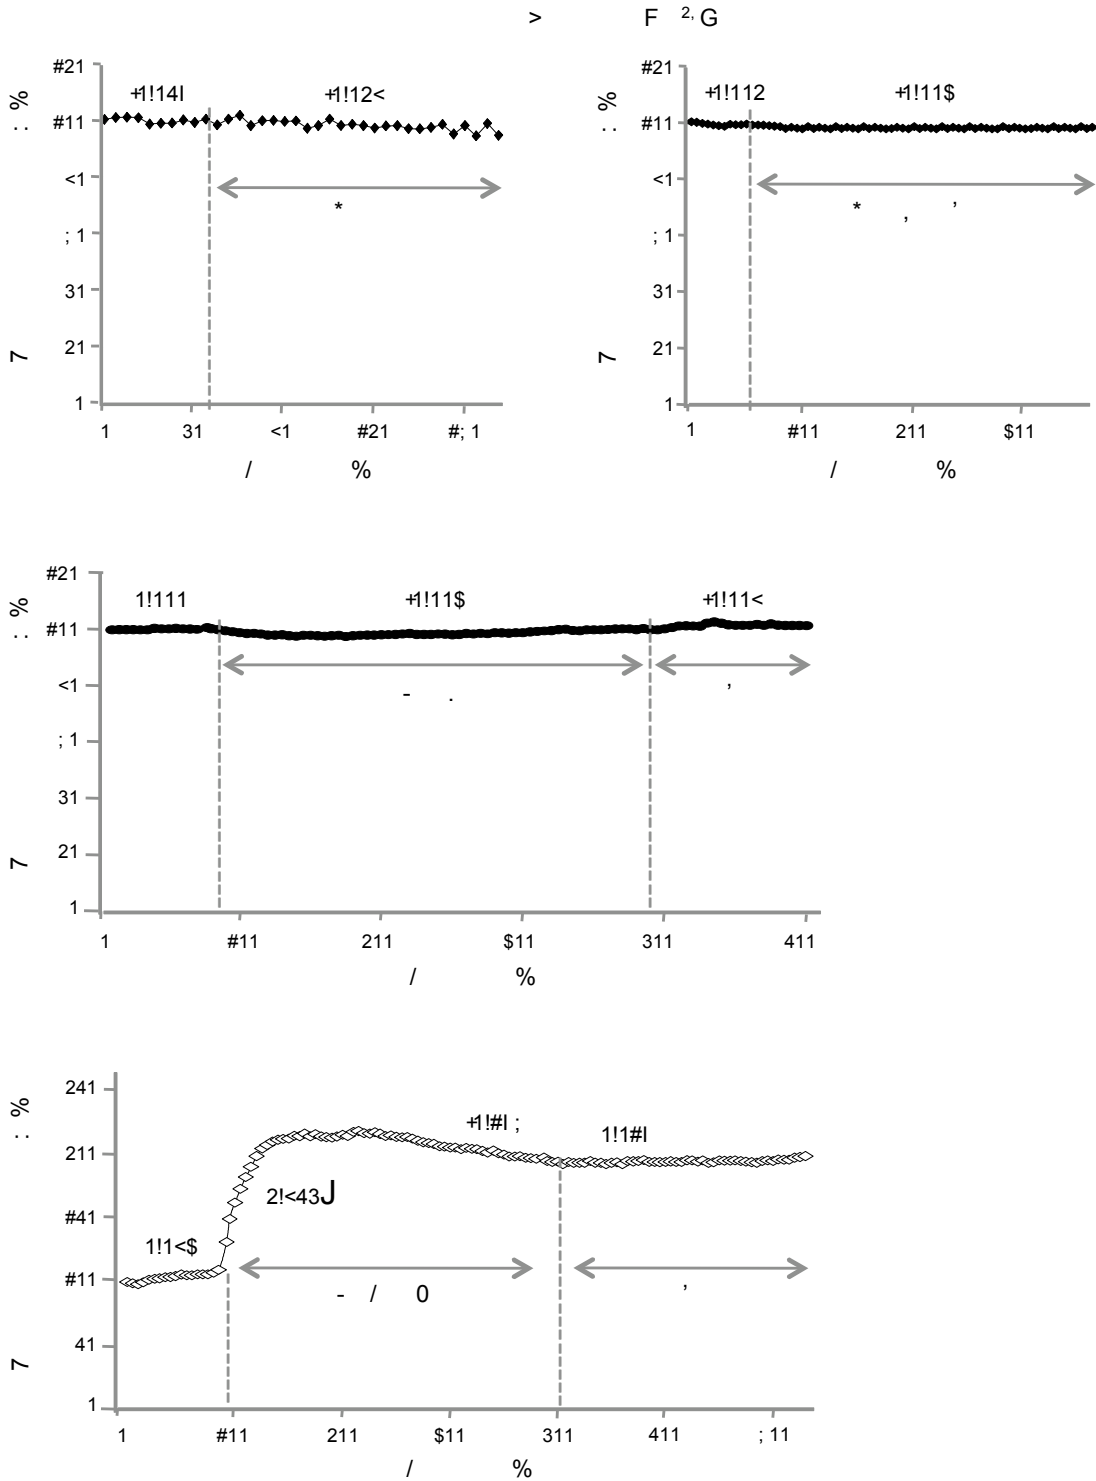 > F 2, G
#21
+1!14I +1!12<
: : %
#11
<1
*
; 1
31
7
21
1
1 31 <1 #21 #; 1
/ %
#21
+1!112 +1!11$
: : %
#11
<1
* , ’
; 1
31
7
21
1
1 #11 211 $11
/ %
#21
1!111 +1!11$ +1!11<
: : %
#11
<1
- . ’
; 1
31
7
21
1
1 #11 211 $11 311 411
/ %
241
: : %
+1!#I ; 1!1#I
211
2!<43J
#41
1!1<$
#11
- / 0 ’
41
7
1
1 #11 211 $11 311 411 ; 11
/ %